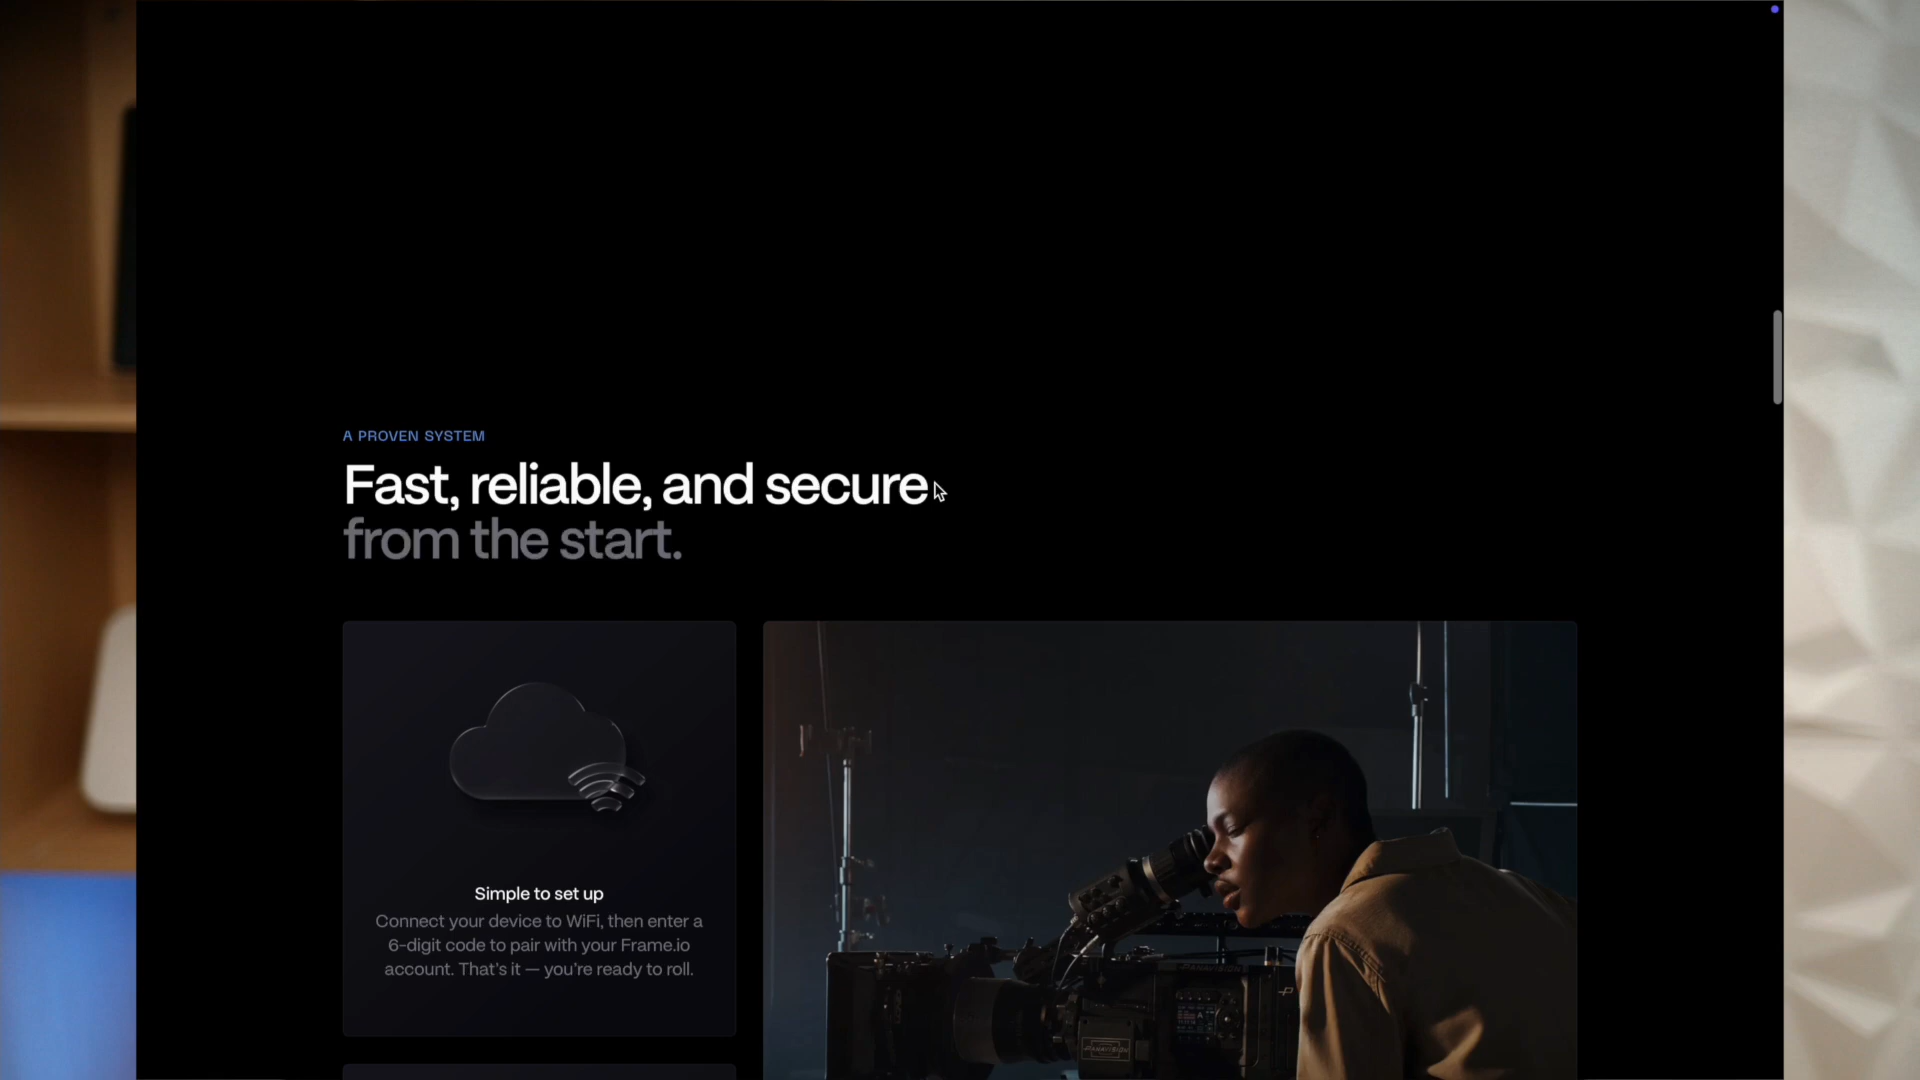 A PROVEN SYSTEM
Fast, reliable, and secure
from the start.
Simple to set up
Connect your device to WiFi, then enter a
6-digit code to pair with your Frame.io
account. That's it — you're ready to roll.
PANAVISION